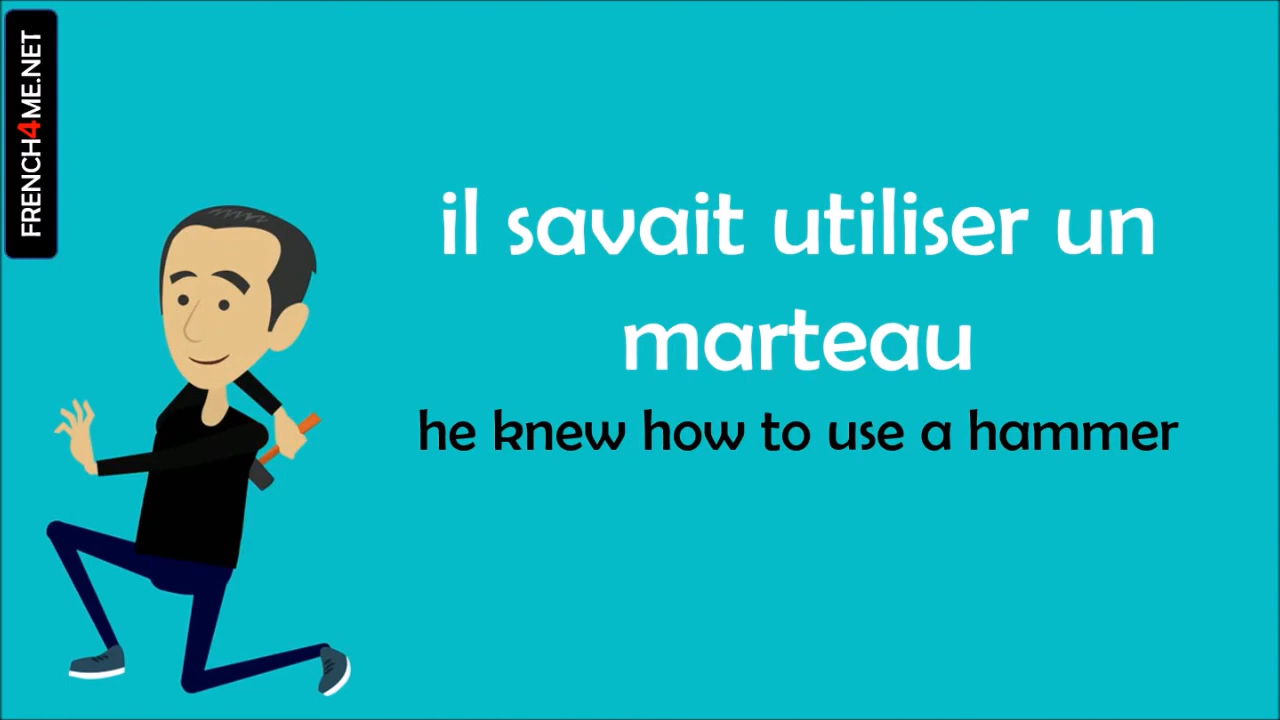 FRENCH4ME.NET
il savait utiliser un
marteau
he knew how to use a hammer